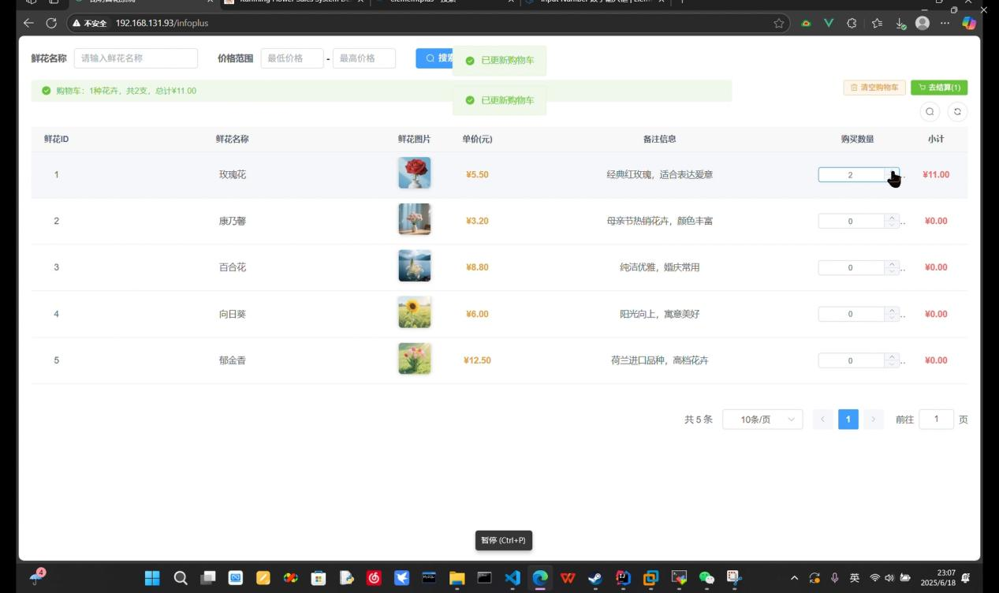 不安全 192.168.131.93/infoplus
鲜花名称 请输入鲜花名称 价格范围 最低价格 - 最高价格 搜索
已更新购物车
购物车：1种花卉，共2支，总计¥11.00
清空购物车 去结算(1)
已更新购物车
鲜花ID 鲜花名称 鲜花图片 单价(元) 备注信息 购买数量 小计
1 玫瑰花 ¥5.50 经典红玫瑰，适合表达爱意 2 ¥11.00
2 康乃馨 ¥3.20 母亲节热销花卉，颜色丰富 0 ¥0.00
3 百合花 ¥8.80 纯洁优雅，婚庆常用 0 ¥0.00
4 向日葵 ¥6.00 阳光向上，寓意美好 0 ¥0.00
5 郁金香 ¥12.50 荷兰进口品种，高档花卉 0 ¥0.00
共 5 条 10条/页 1 前往 1 页
暂停 (Ctrl+P)
4
英
23:07
2025/6/18